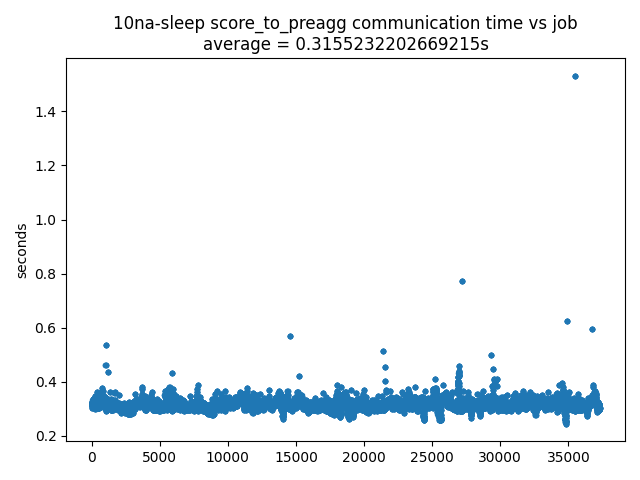 10na-sleep score_to_preagg communication time vs job
average = 0.3155232202669215s
1.4
1.2
1.0
0.8
0.6
0.4
0.2
seconds
0 5000 10000 15000 20000 25000 30000 35000